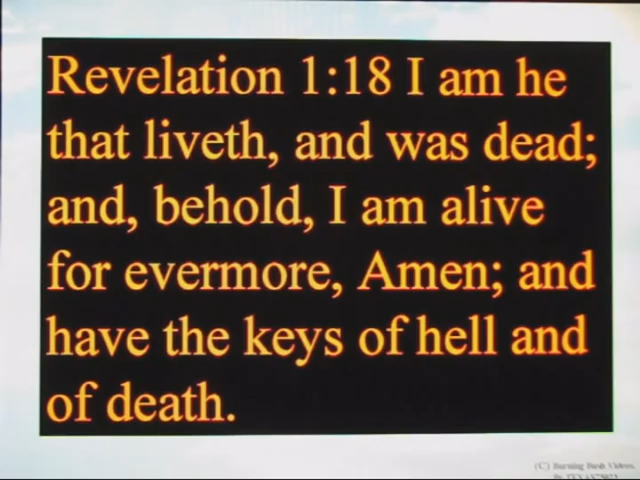 Revelation 1:18 I am he
that liveth, and was dead;
and, behold, I am alive
for evermore, Amen; and
have the keys of hell and
of death.
(C) Burning Bush Videos.